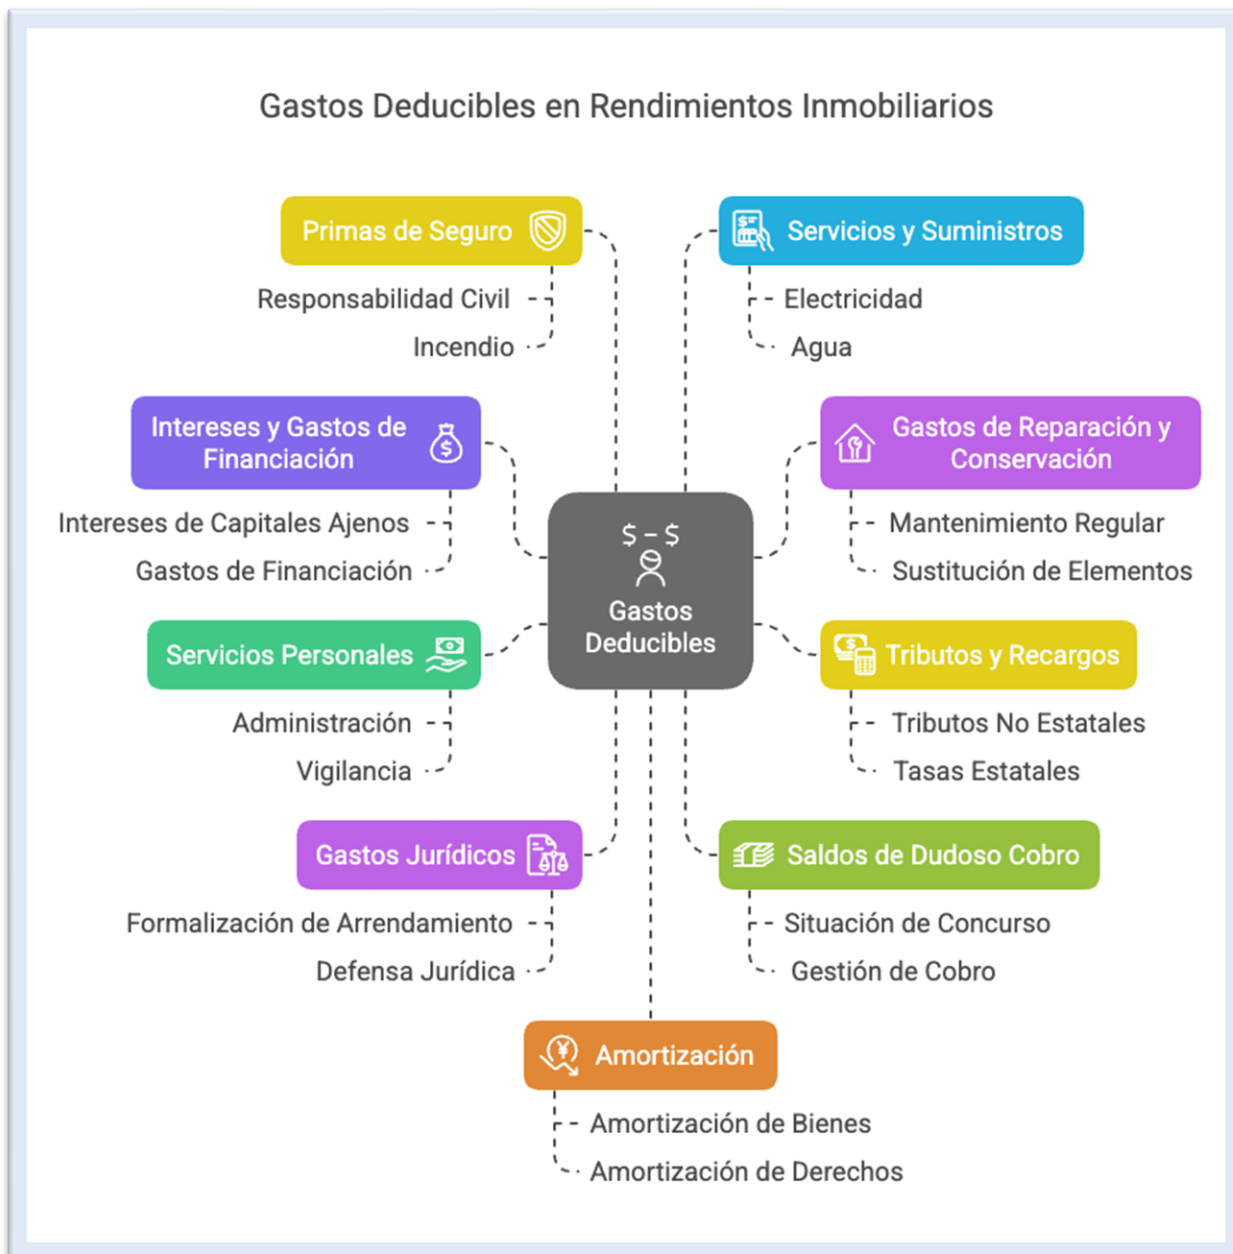 Gastos Deducibles en Rendimientos Inmobiliarios
Primas de Seguro
Responsabilidad Civil
Incendio
Servicios y Suministros
Electricidad
Agua
Intereses y Gastos de
Financiación
Intereses de Capitales Ajenos
Gastos de Financiación
Gastos de Reparación y
Conservación
Mantenimiento Regular
Sustitución de Elementos
$ – $
Gastos
Deducibles
Servicios Personales
Administración
Vigilancia
Tributos y Recargos
Tributos No Estatales
Tasas Estatales
Gastos Jurídicos
Formalización de Arrendamiento
Defensa Jurídica
Saldos de Dudoso Cobro
Situación de Concurso
Gestión de Cobro
Amortización
Amortización de Bienes
Amortización de Derechos